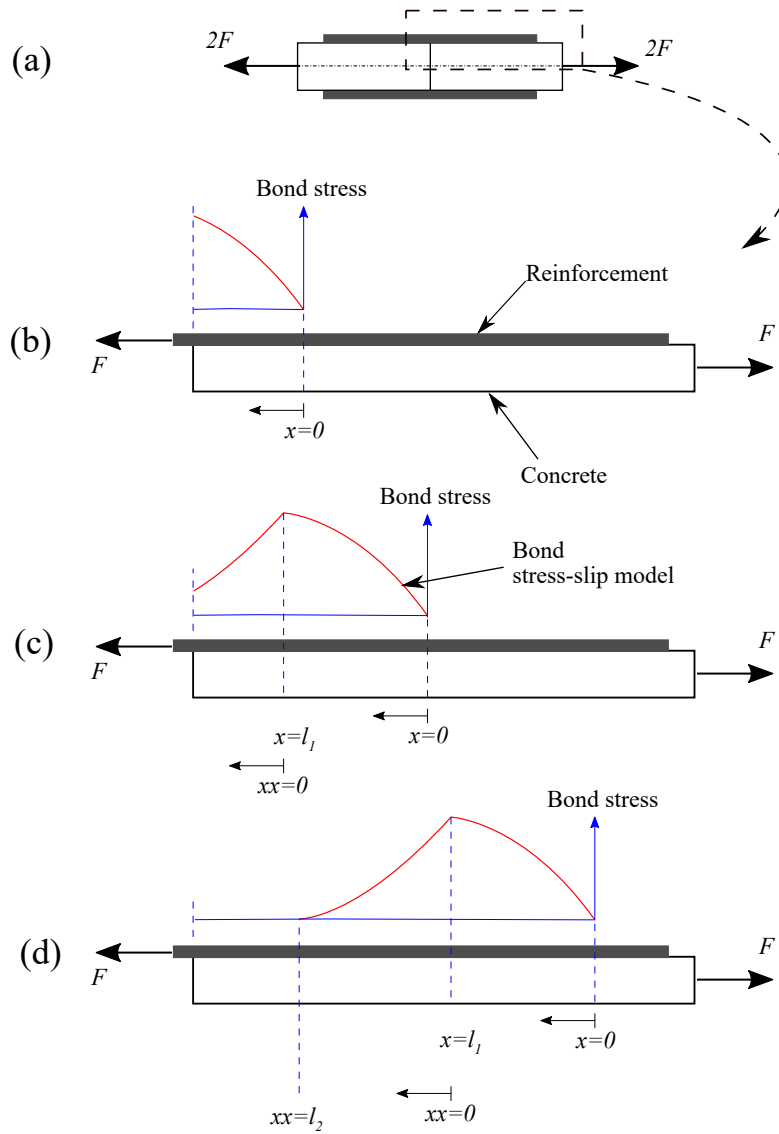 (a)
2F
2F
Bond stress
Reinforcement
(b)
F
F
x=0
Concrete
Bond stress
Bond
stress-slip model
(c)
F
F
x=l₁
x=0
xx=0
Bond stress
(d)
F
F
x=l₁
x=0
xx=l₂
xx=0